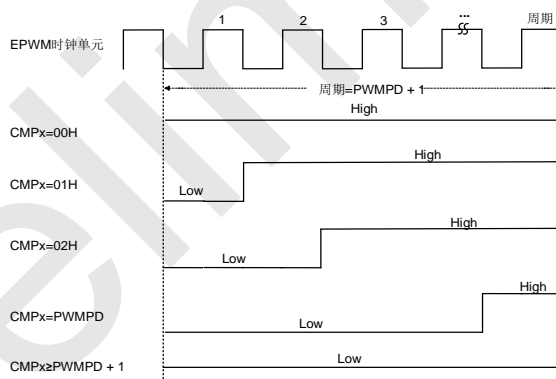 1 2 3 ... 周期
EPWM时钟单元
周期=PWMPD + 1
High
CMPx=00H
High
CMPx=01H
Low
High
CMPx=02H
Low
High
CMPx=PWMPD
Low
Low
CMPx≥PWMPD + 1